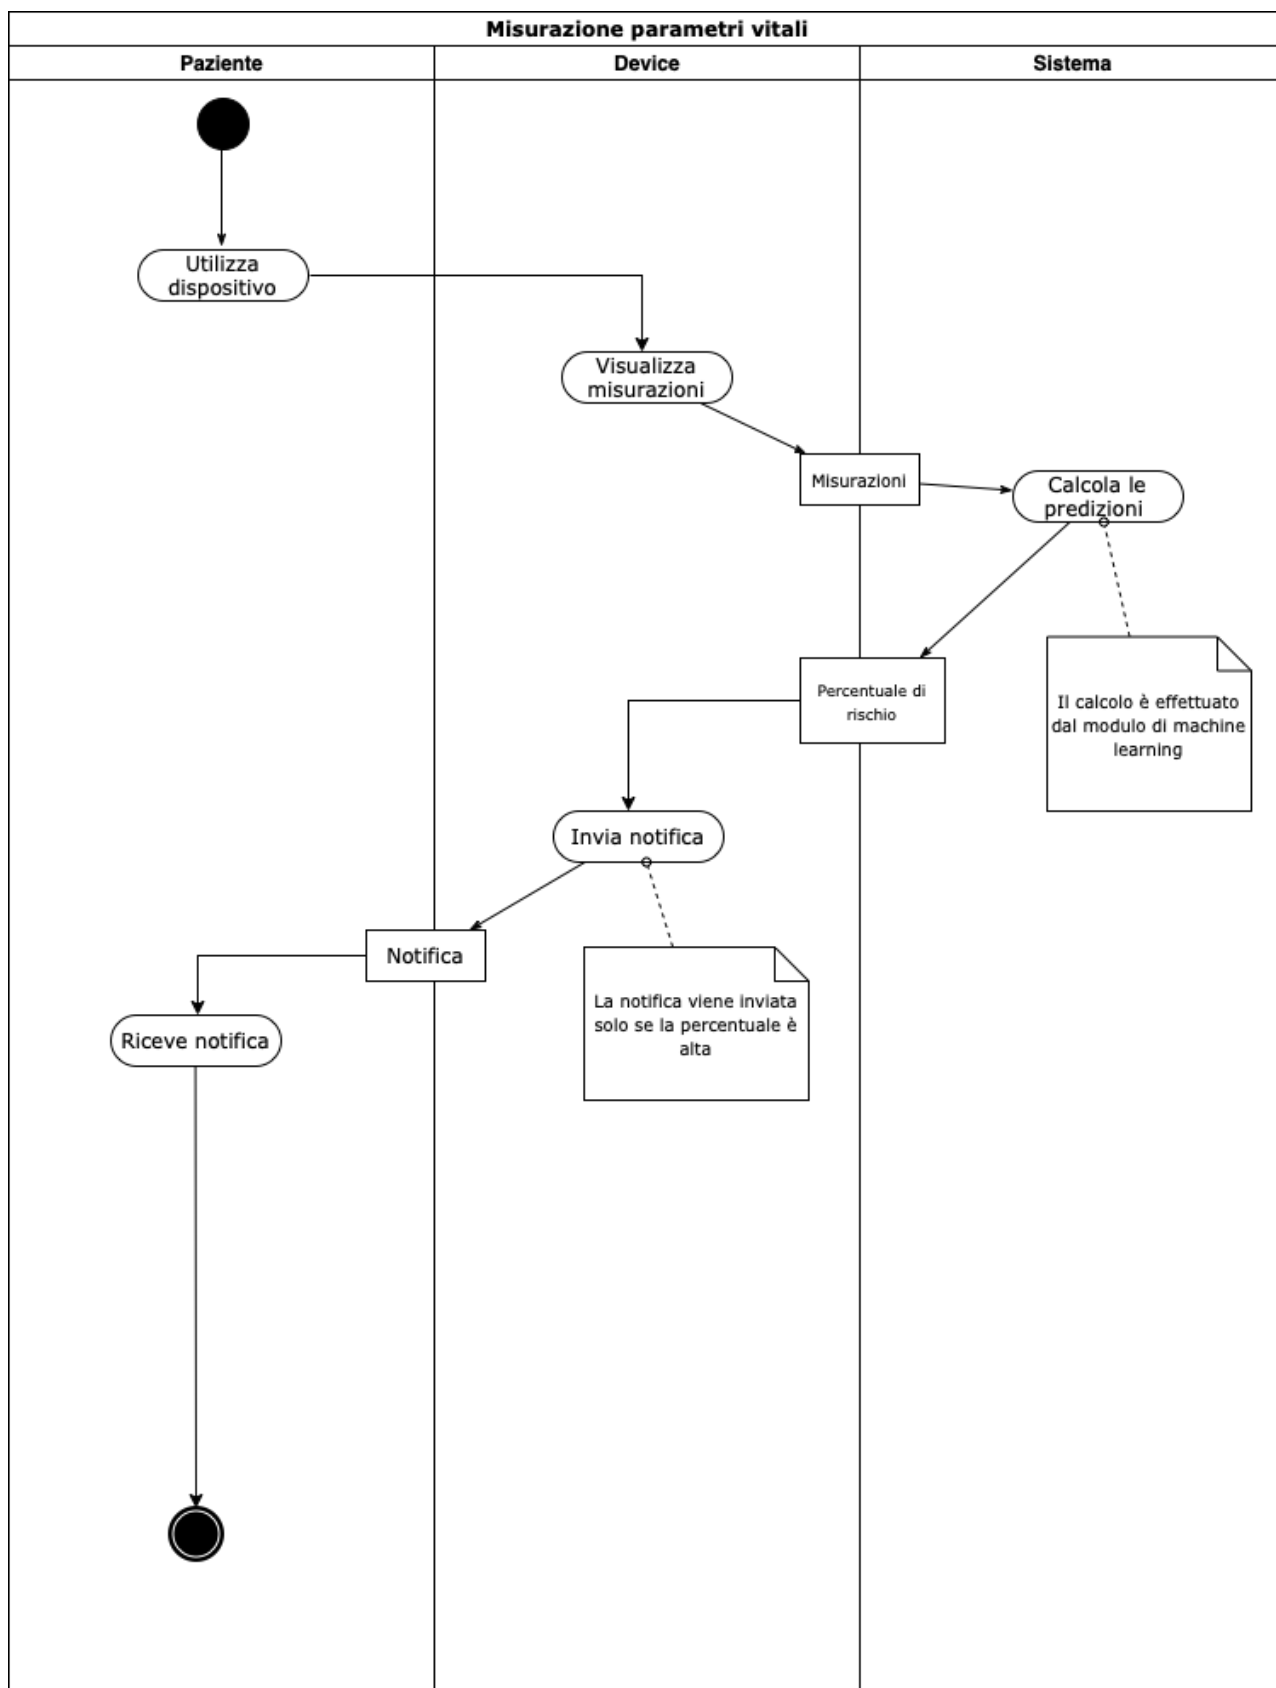 Misurazione parametri vitali
Paziente
Device
Sistema
Utilizza
dispositivo
Visualizza
misurazioni
Misurazioni
Calcola le
predizioni
Percentuale di
rischio
Il calcolo è effettuato
dal modulo di machine
learning
Invia notifica
Notifica
La notifica viene inviata
solo se la percentuale è
alta
Riceve notifica